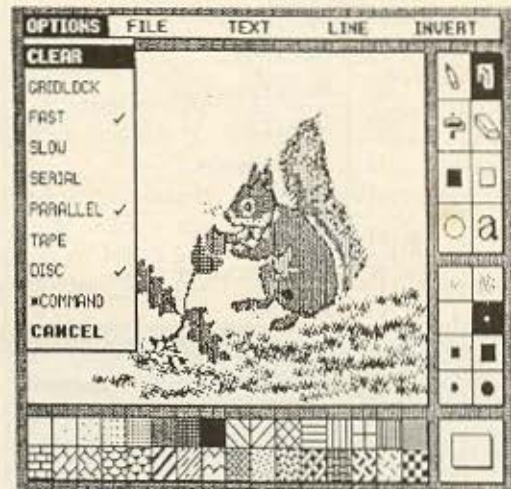 OPTIONS FILE TEXT LINE INVERT
CLEAR
GRIDLOCK
FAST ✓
SLOW
SERIAL
PARALLEL ✓
TAPE
DISC ✓
*COMMAND
CANCEL
a